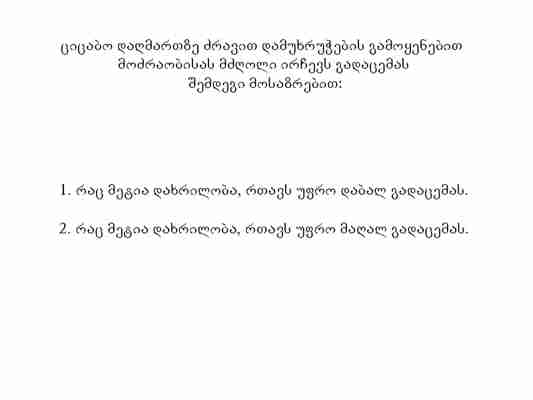 ციცაბო დაღმართზე ძრავით დამუხრუჭების გამოყენებით
მოძრაობისას მძღოლი ირჩევს გადაცემას
შემდეგი მოსაზრებით:
1. რაც მეტია დახრილობა, რთავს უფრო დაბალ გადაცემას.
2. რაც მეტია დახრილობა, რთავს უფრო მაღალ გადაცემას.